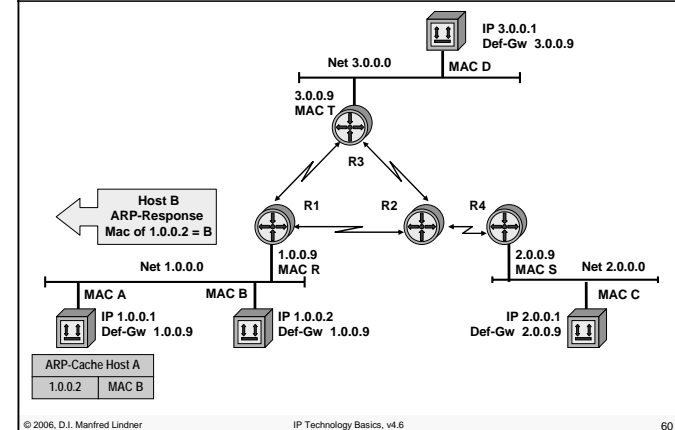 IP 3.0.0.1
Def-Gw 3.0.0.9
Net 3.0.0.0
MAC D
3.0.0.9
MAC T
R3
Host B
ARP-Response
Mac of 1.0.0.2 = B
R1
R2
R4
1.0.0.9
MAC R
2.0.0.9
MAC S
Net 1.0.0.0
Net 2.0.0.0
MAC A
MAC B
MAC C
IP 1.0.0.1
Def-Gw 1.0.0.9
IP 1.0.0.2
Def-Gw 1.0.0.9
IP 2.0.0.1
Def-Gw 2.0.0.9
ARP-Cache Host A
1.0.0.2 MAC B
© 2006, D.I. Manfred Lindner IP Technology Basics, v4.6 60